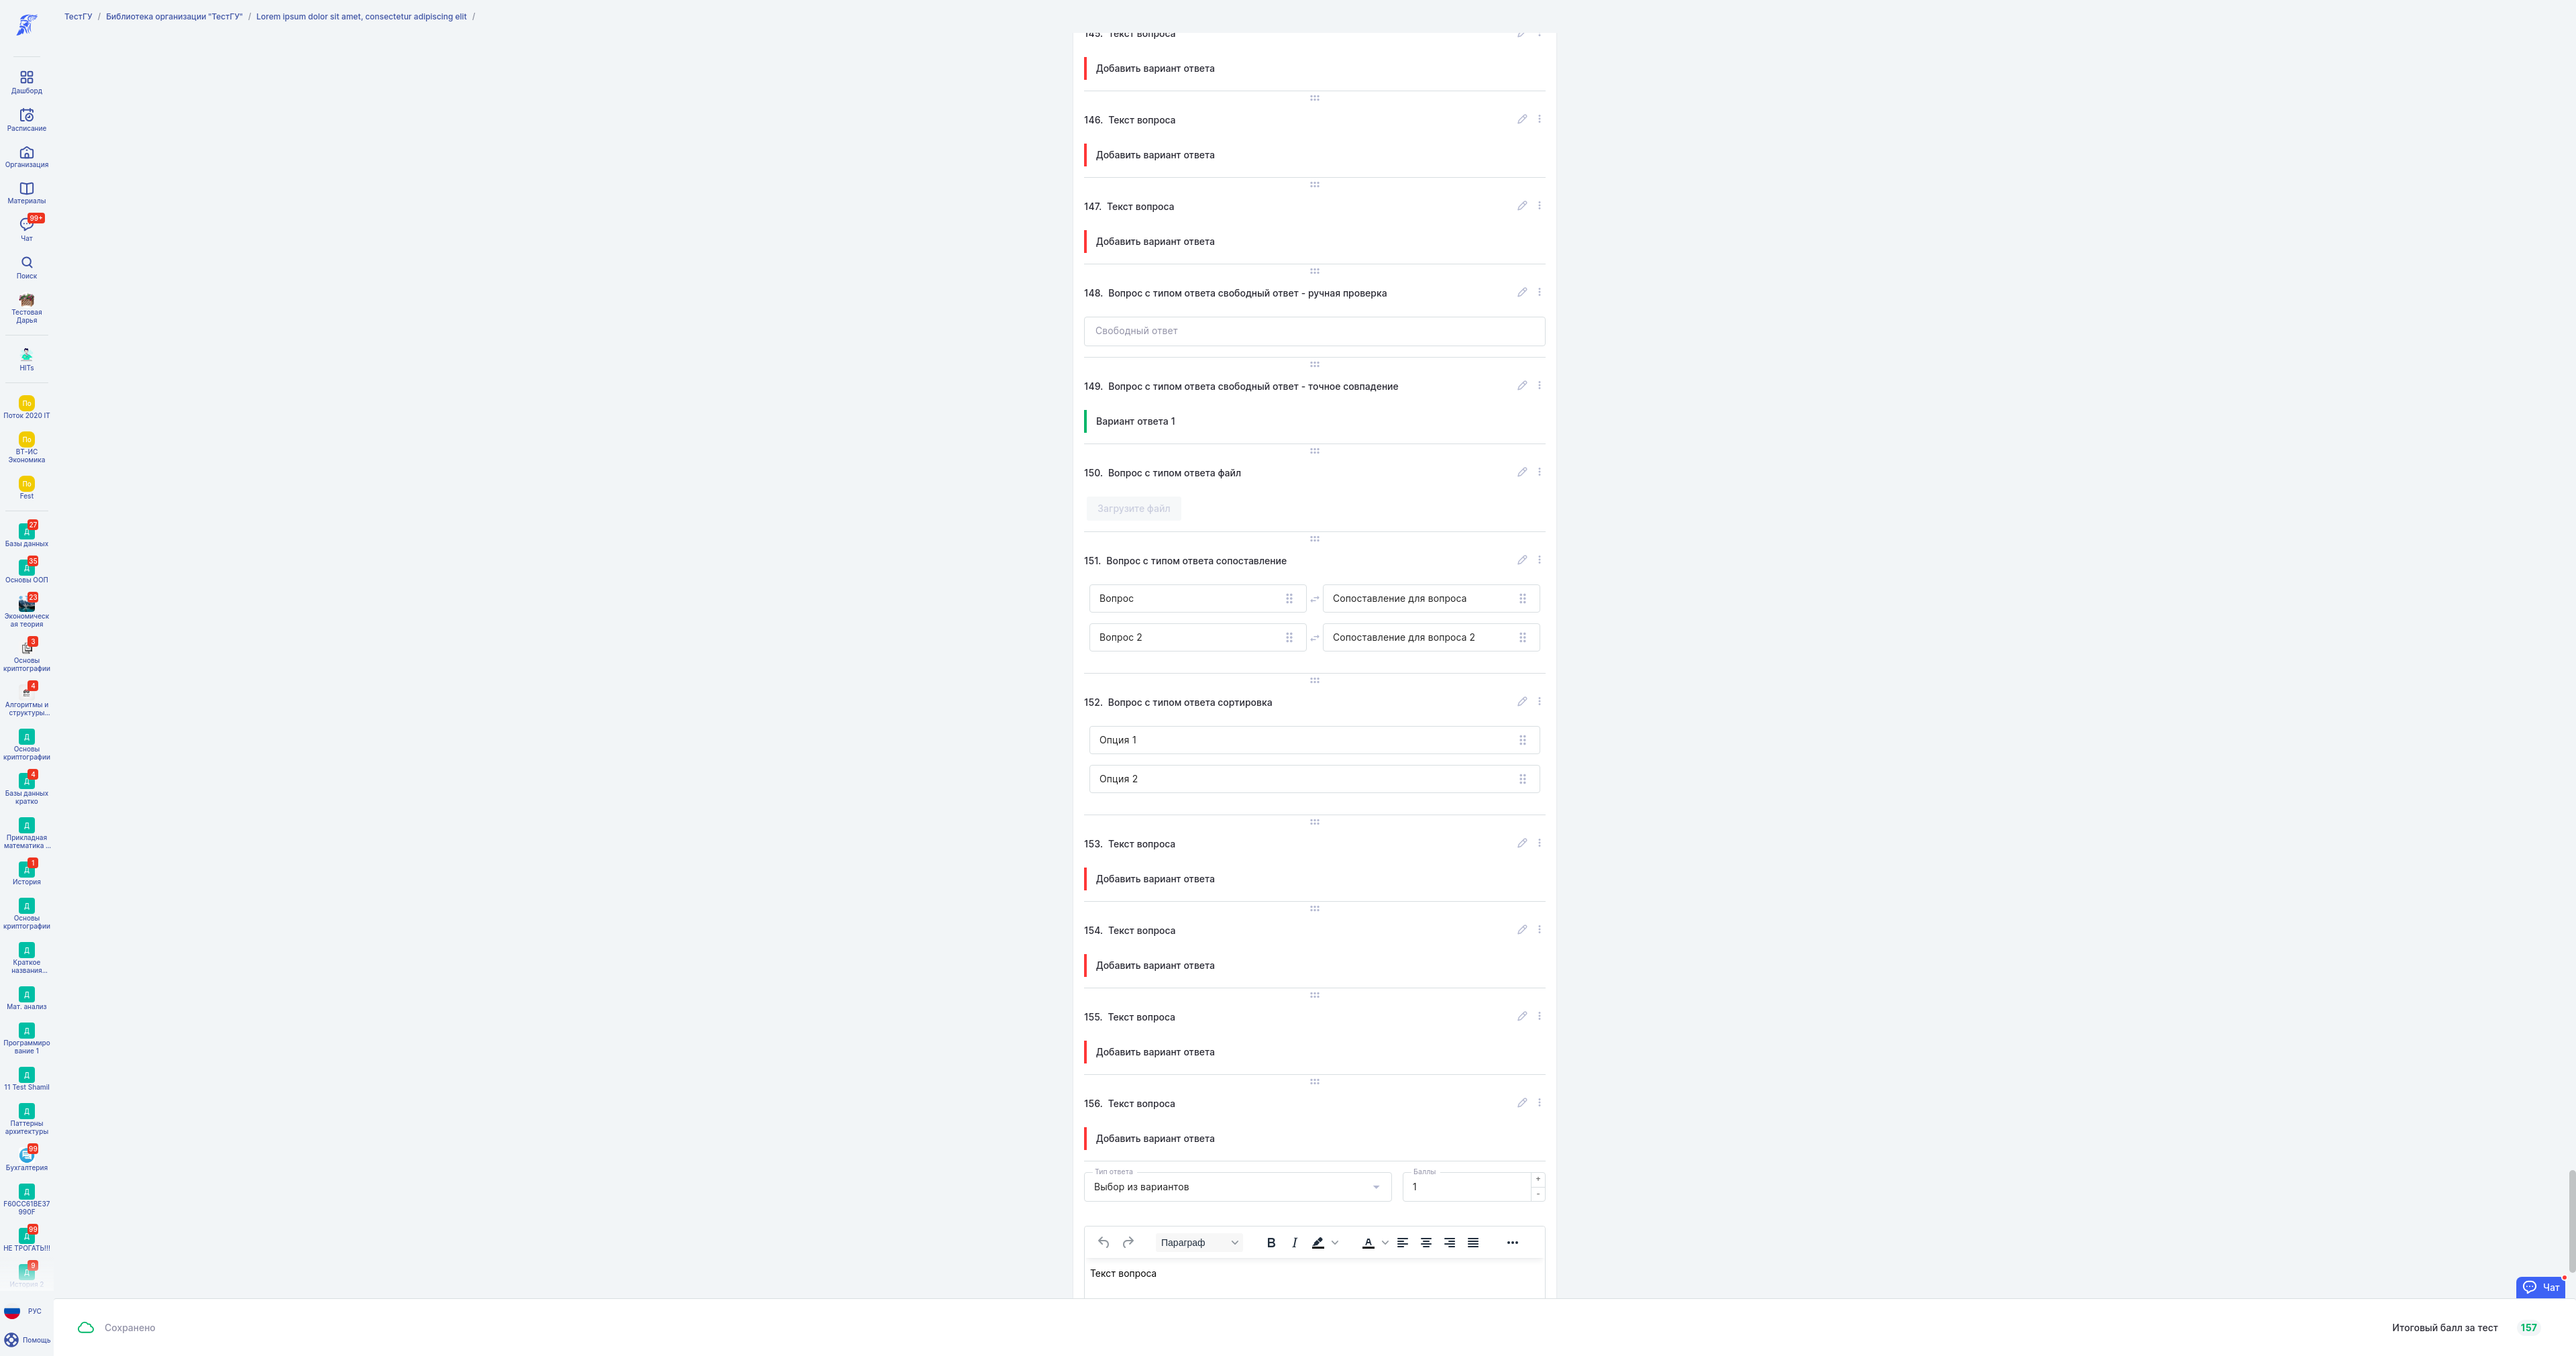 ТестГУ / Библиотека организации "ТестГУ" / Lorem ipsum dolor sit amet, consectetur adipiscing elit /
Дашборд
Расписание
Организация
Материалы
99+
Чат
Поиск
Тестовая
Дарья
HITs
По
Поток 2020 IT
По
ВТ-ИС
Экономика
По
Fest
27
Д
Базы данных
35
Д
Основы ООП
23
Экономическ
ая теория
3
Основы
криптографии
4
Алгоритмы и
структуры...
Д
Основы
криптографии
4
Д
Базы данных
кратко
Д
Прикладная
математика ...
1
Д
История
Д
Основы
криптографии
Д
Краткое
названия...
Д
Мат. анализ
Д
Программиро
вание 1
Д
11 Test Shamil
Д
Паттерны
архитектуры
99
Бухгалтерия
Д
F60CC61BE37
990F
99
Д
НЕ ТРОГАТЬ!!!
9
Д
История 2
РУС
Помощь
145. Текст вопроса
Добавить вариант ответа
146. Текст вопроса
Добавить вариант ответа
147. Текст вопроса
Добавить вариант ответа
148. Вопрос с типом ответа свободный ответ - ручная проверка
Свободный ответ
149. Вопрос с типом ответа свободный ответ - точное совпадение
Вариант ответа 1
150. Вопрос с типом ответа файл
Загрузите файл
151. Вопрос с типом ответа сопоставление
Вопрос Сопоставление для вопроса
Вопрос 2 Сопоставление для вопроса 2
152. Вопрос с типом ответа сортировка
Опция 1
Опция 2
153. Текст вопроса
Добавить вариант ответа
154. Текст вопроса
Добавить вариант ответа
155. Текст вопроса
Добавить вариант ответа
156. Текст вопроса
Добавить вариант ответа
Тип ответа Баллы
Выбор из вариантов 1 + -
Параграф B I A
Текст вопроса
Чат
Сохранено
Итоговый балл за тест 157